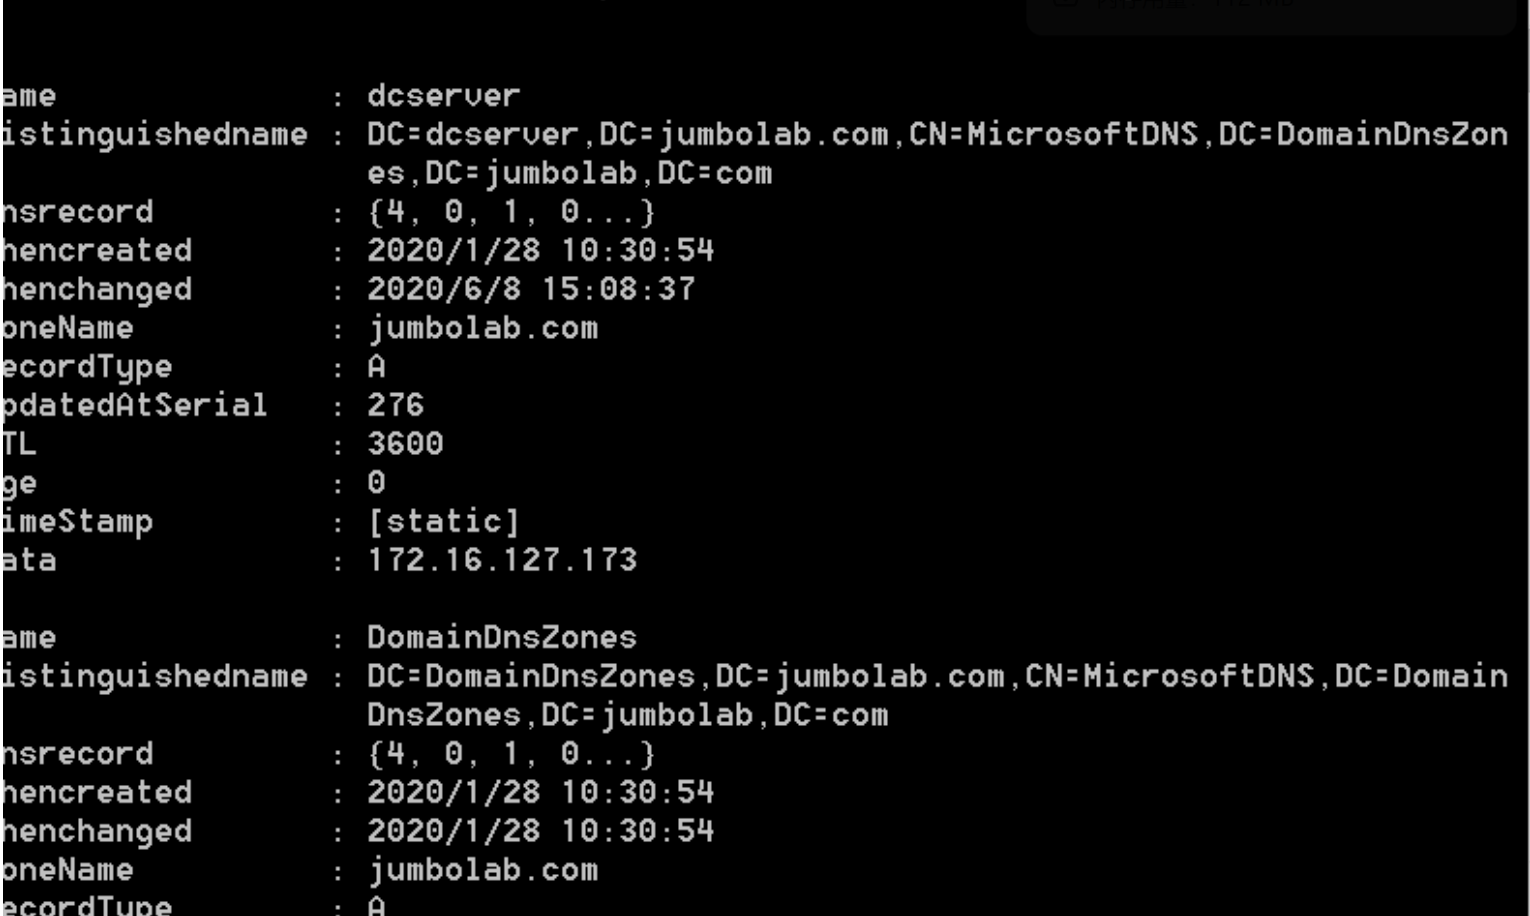 ame : dcserver
istinguishedname : DC=dcserver,DC=jumbolab.com,CN=MicrosoftDNS,DC=DomainDnsZon
es,DC=jumbolab,DC=com
nsrecord : {4, 0, 1, 0...}
hencreated : 2020/1/28 10:30:54
henchanged : 2020/6/8 15:08:37
oneName : jumbolab.com
ecordType : A
pdatedAtSerial : 276
TL : 3600
ge : 0
imeStamp : [static]
ata : 172.16.127.173
ame : DomainDnsZones
istinguishedname : DC=DomainDnsZones,DC=jumbolab.com,CN=MicrosoftDNS,DC=Domain
DnsZones,DC=jumbolab,DC=com
nsrecord : {4, 0, 1, 0...}
hencreated : 2020/1/28 10:30:54
henchanged : 2020/1/28 10:30:54
oneName : jumbolab.com
ecordType : A